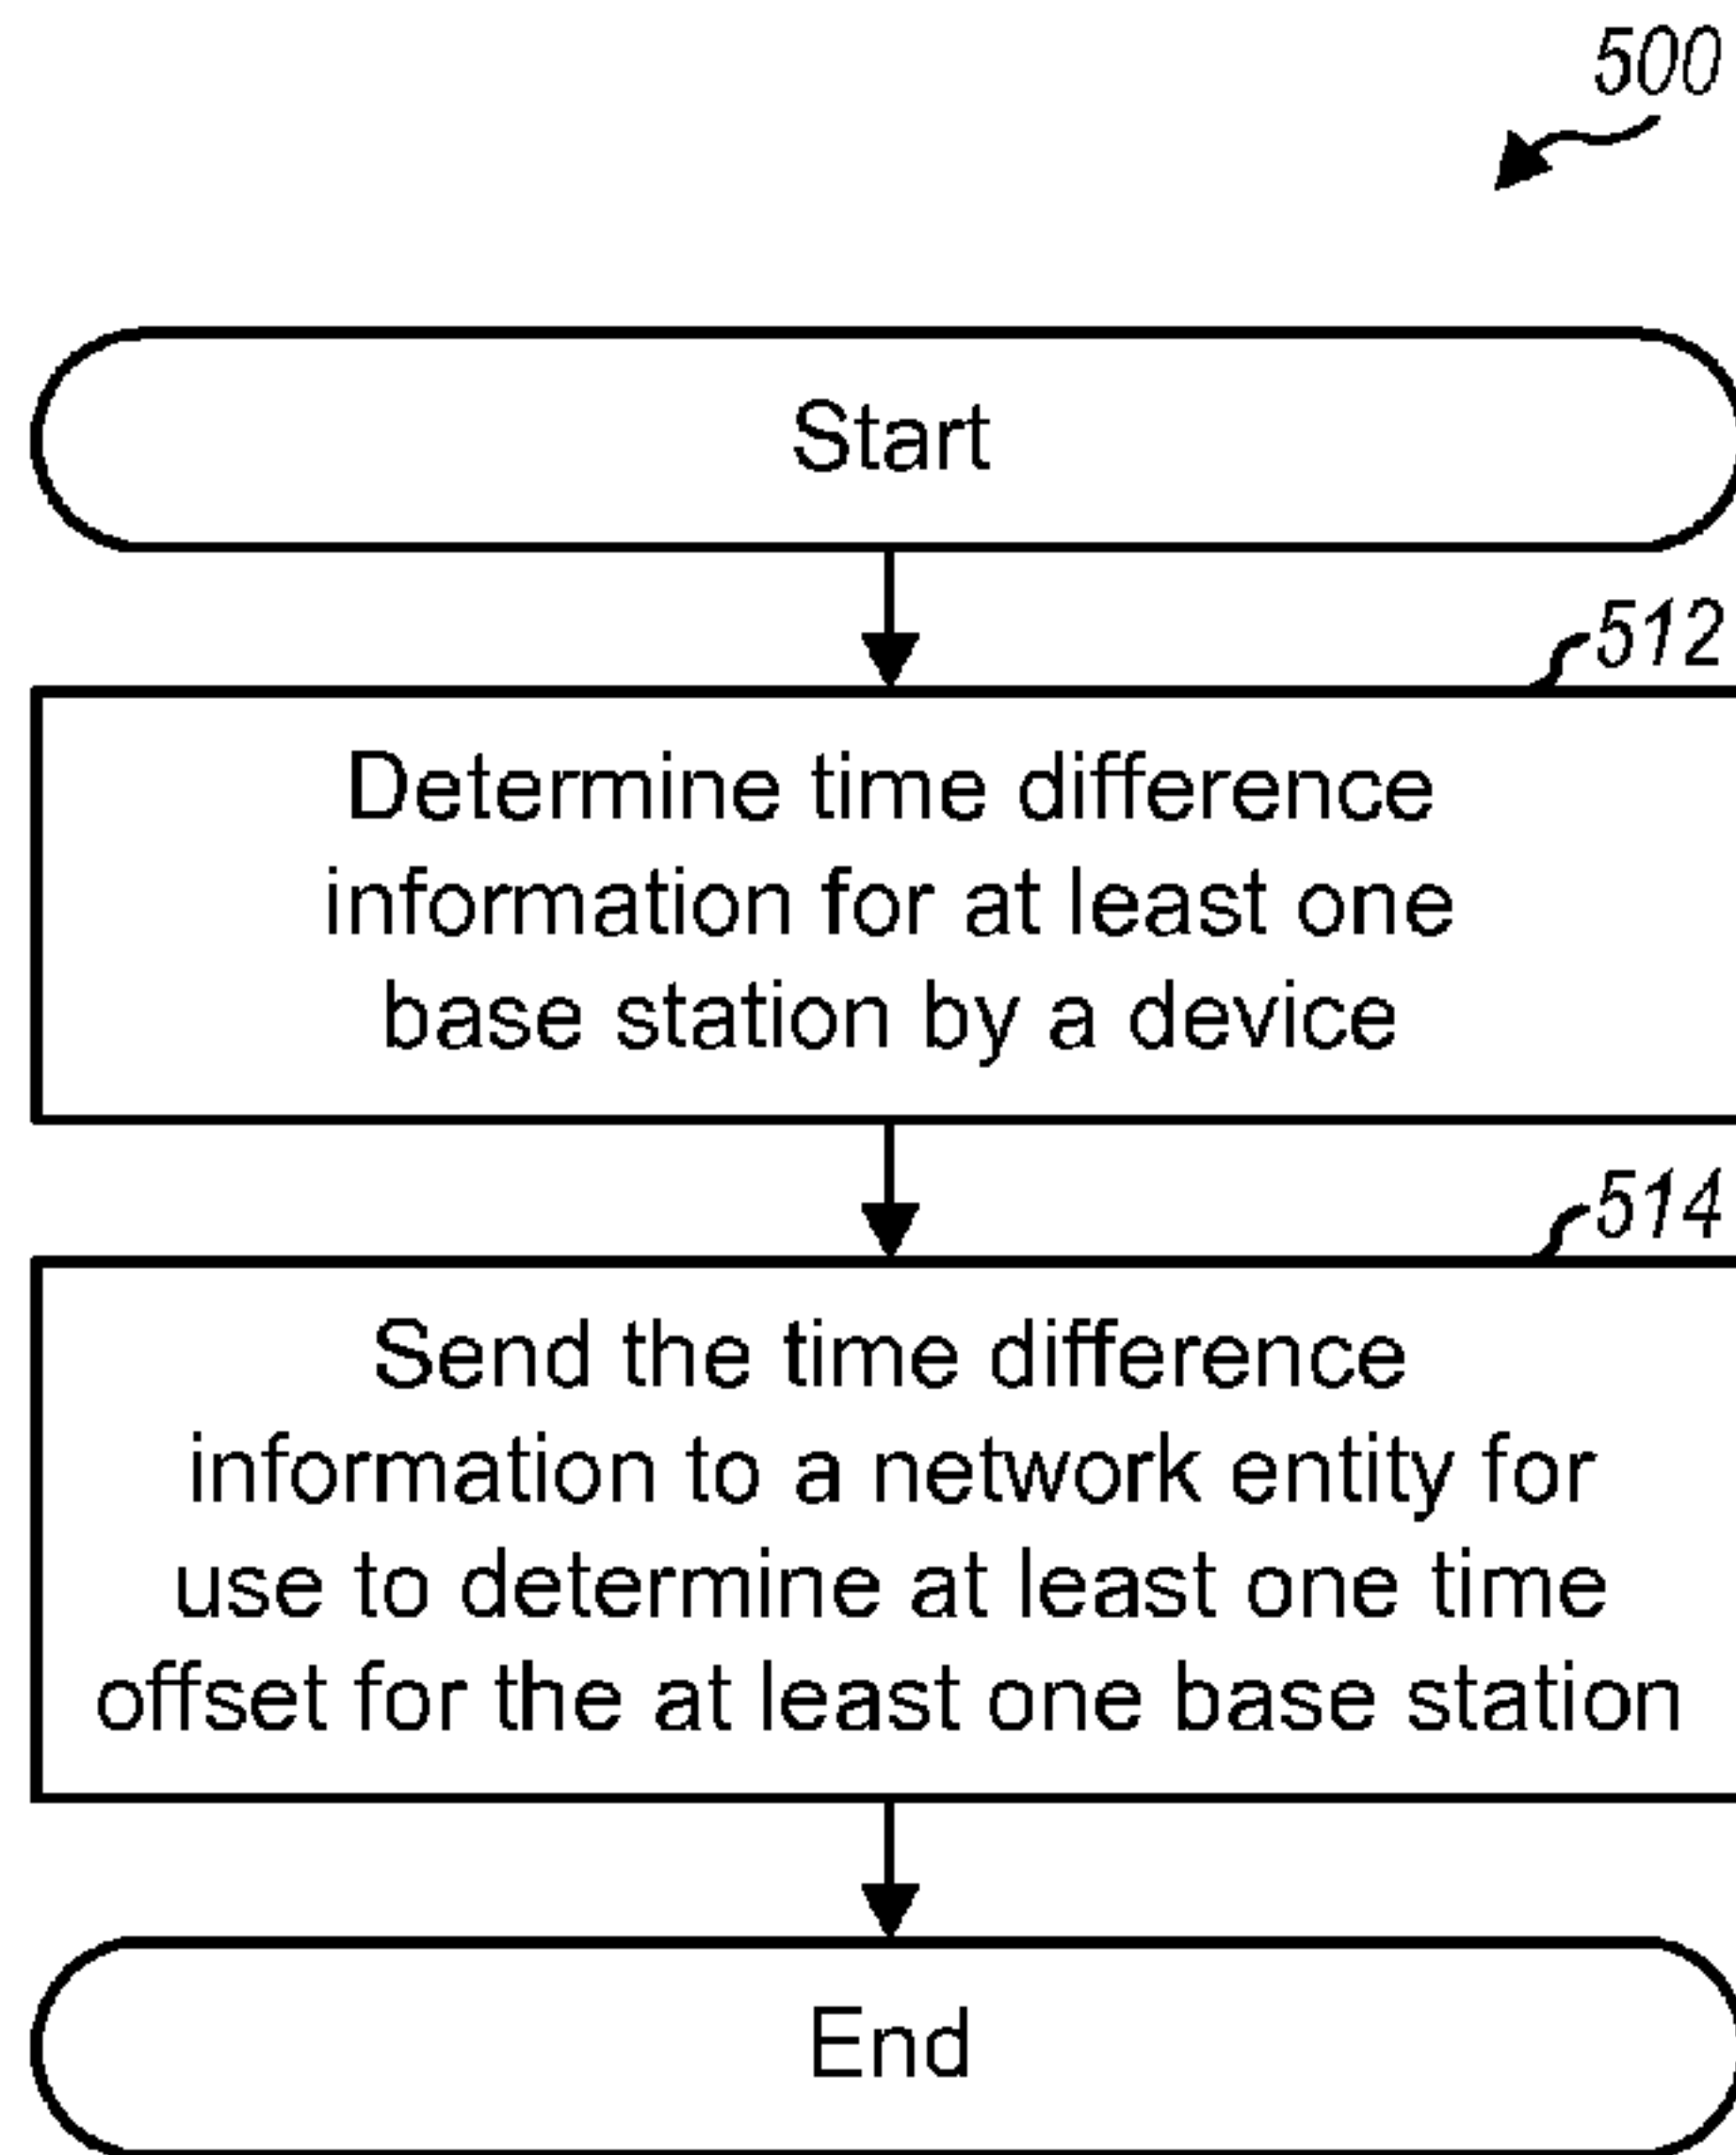 500
Start
512
Determine time difference
information for at least one
base station by a device
514
Send the time difference
information to a network entity for
use to determine at least one time
offset for the at least one base station
End